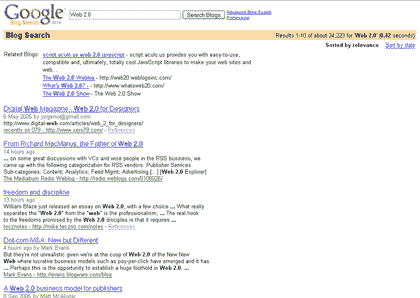 Google
Blog Search BETA
Web 2.0
Search Blogs
Advanced Blog Search
Preferences
Blog Search
Results 1-10 of about 34,223 for "Web 2.0" (0.42 seconds)
Sorted by relevance Sort by date
Related Blogs:
script.aculo.us web 2.0 javascript - script.aculo.us provides you with easy-to-use,
compatible and, ultimately, totally cool JavaScript libraries to make your web sites and
web...
The Web 2.0 Weblog - http://web20.weblogsinc.com/
What's Web 2.0? - http://www.whatsweb20.com/
The Web 2.0 Show - The Web 2.0 Show
Digital Web Magazine - Web 2.0 for Designers
6 May 2005 by jorgenio@gmail.com
http://www.digital-web.com/articles/web_2_for_designers/
recently on 079 - http://www.xero79.com/ - References
From Richard MacManus, the Father of Web 2.0
14 hours ago
... on some great discussions with VCs and wise people in the RSS business, we
came up with the following categorization for RSS vendors: Publisher Services
Sub-categories: Content; Analytics; Feed Mgmt; Advertising [...] [Web 2.0 Explorer]
The Mediaburn Radio Weblog - http://radio.weblogs.com/0108026/
freedom and discipline
13 hours ago
William Blaze just released an essay on Web 2.0, with a few choice ... What really
separates the "Web 2.0" from the "web" is the professionalism, ... The real hook
to the freedoms promised by the Web 2.0 disciples is that it requires ...
tocznotes - http://mike.teczno.com/notes - References
Dot-com M&A: New but Different
4 hours ago by Mark Evans
But they're not unrealistic given we're at the cusp of Web 2.0 of the New New
Web where lucrative business models such as pay-per-click have emerged and it has
... Perhaps this is the opportunity to establish a huge foothold in Web 2.0. ...
Mark Evans - http://evans.blogware.com/blog
A Web 2.0 business model for publishers
8 Sep 2005 by Matt McAlister